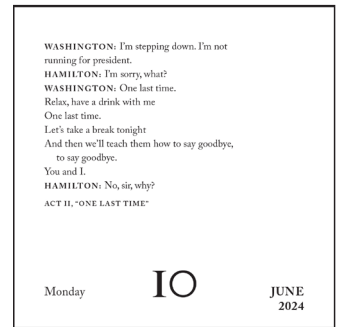 WASHINGTON: I’m stepping down. I’m not
running for president.
HAMILTON: I’m sorry, what?
WASHINGTON: One last time.
Relax, have a drink with me
One last time.
Let’s take a break tonight
And then we’ll teach them how to say goodbye,
to say goodbye.
You and I.
HAMILTON: No, sir, why?
ACT II, “ONE LAST TIME”
Monday
10
JUNE
2024